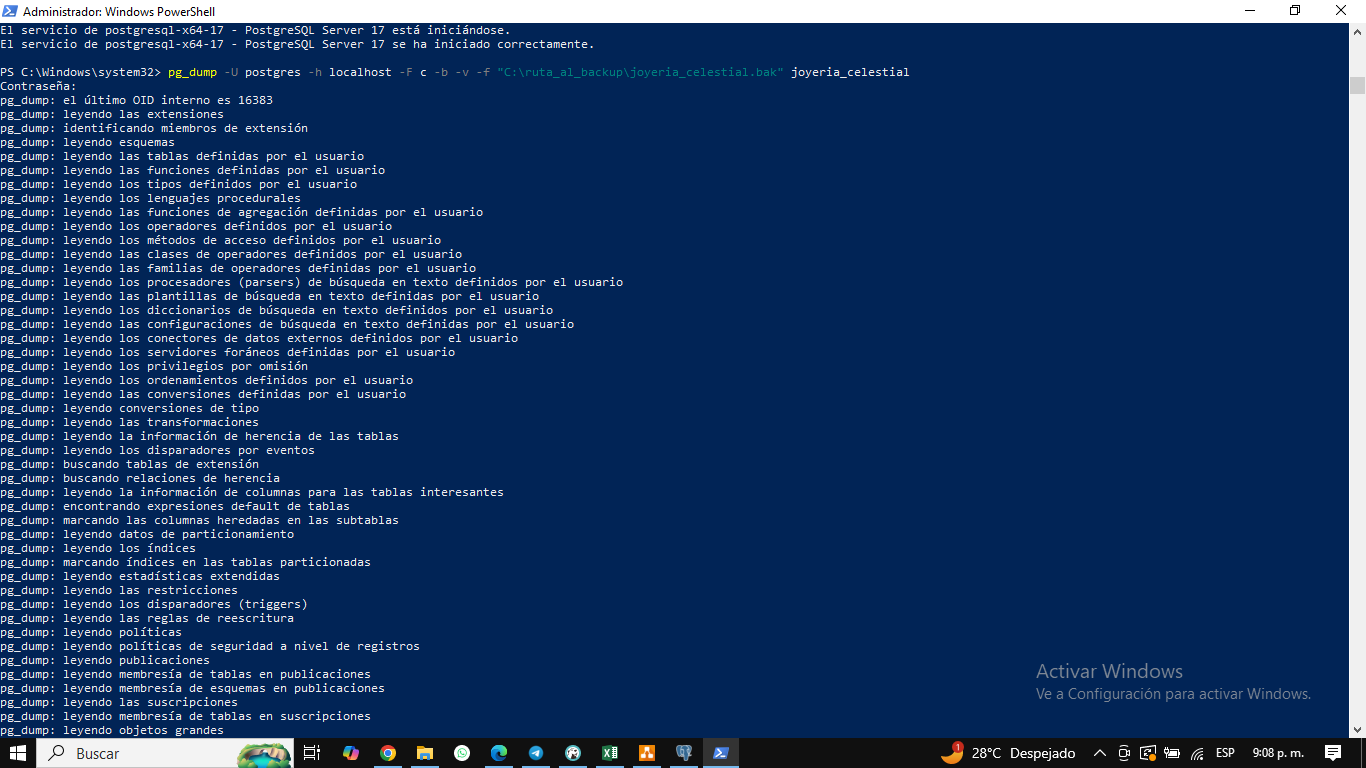 Administrador: Windows PowerShell
El servicio de postgresql-x64-17 - PostgreSQL Server 17 está iniciándose.
El servicio de postgresql-x64-17 - PostgreSQL Server 17 se ha iniciado correctamente.
PS C:\Windows\system32> pg_dump -U postgres -h localhost -F c -b -v -f "C:\ruta_al_backup\joyeria_celestial.bak" joyeria_celestial
Contraseña:
pg_dump: el último OID interno es 16383
pg_dump: leyendo las extensiones
pg_dump: identificando miembros de extensión
pg_dump: leyendo esquemas
pg_dump: leyendo las tablas definidas por el usuario
pg_dump: leyendo las funciones definidas por el usuario
pg_dump: leyendo los tipos definidos por el usuario
pg_dump: leyendo los lenguajes procedurales
pg_dump: leyendo las funciones de agregación definidas por el usuario
pg_dump: leyendo los operadores definidos por el usuario
pg_dump: leyendo los métodos de acceso definidos por el usuario
pg_dump: leyendo las clases de operadores definidos por el usuario
pg_dump: leyendo las familias de operadores definidas por el usuario
pg_dump: leyendo los procesadores (parsers) de búsqueda en texto definidos por el usuario
pg_dump: leyendo las plantillas de búsqueda en texto definidas por el usuario
pg_dump: leyendo los diccionarios de búsqueda en texto definidos por el usuario
pg_dump: leyendo las configuraciones de búsqueda en texto definidas por el usuario
pg_dump: leyendo los conectores de datos externos definidos por el usuario
pg_dump: leyendo los servidores foráneos definidas por el usuario
pg_dump: leyendo los privilegios por omisión
pg_dump: leyendo los ordenamientos definidos por el usuario
pg_dump: leyendo las conversiones definidas por el usuario
pg_dump: leyendo conversiones de tipo
pg_dump: leyendo las transformaciones
pg_dump: leyendo la información de herencia de las tablas
pg_dump: leyendo los disparadores por eventos
pg_dump: buscando tablas de extensión
pg_dump: buscando relaciones de herencia
pg_dump: leyendo la información de columnas para las tablas interesantes
pg_dump: encontrando expresiones default de tablas
pg_dump: marcando las columnas heredadas en las subtablas
pg_dump: leyendo datos de particionamiento
pg_dump: leyendo los índices
pg_dump: marcando índices en las tablas particionadas
pg_dump: leyendo estadísticas extendidas
pg_dump: leyendo las restricciones
pg_dump: leyendo los disparadores (triggers)
pg_dump: leyendo las reglas de reescritura
pg_dump: leyendo políticas
pg_dump: leyendo políticas de seguridad a nivel de registros
pg_dump: leyendo publicaciones
pg_dump: leyendo membresía de tablas en publicaciones
pg_dump: leyendo membresía de esquemas en publicaciones
pg_dump: leyendo las suscripciones
pg_dump: leyendo membresía de tablas en suscripciones
pg_dump: leyendo objetos grandes
Activar Windows
Ve a Configuración para activar Windows.
Buscar
1
28°C Despejado
ESP
9:08 p. m.